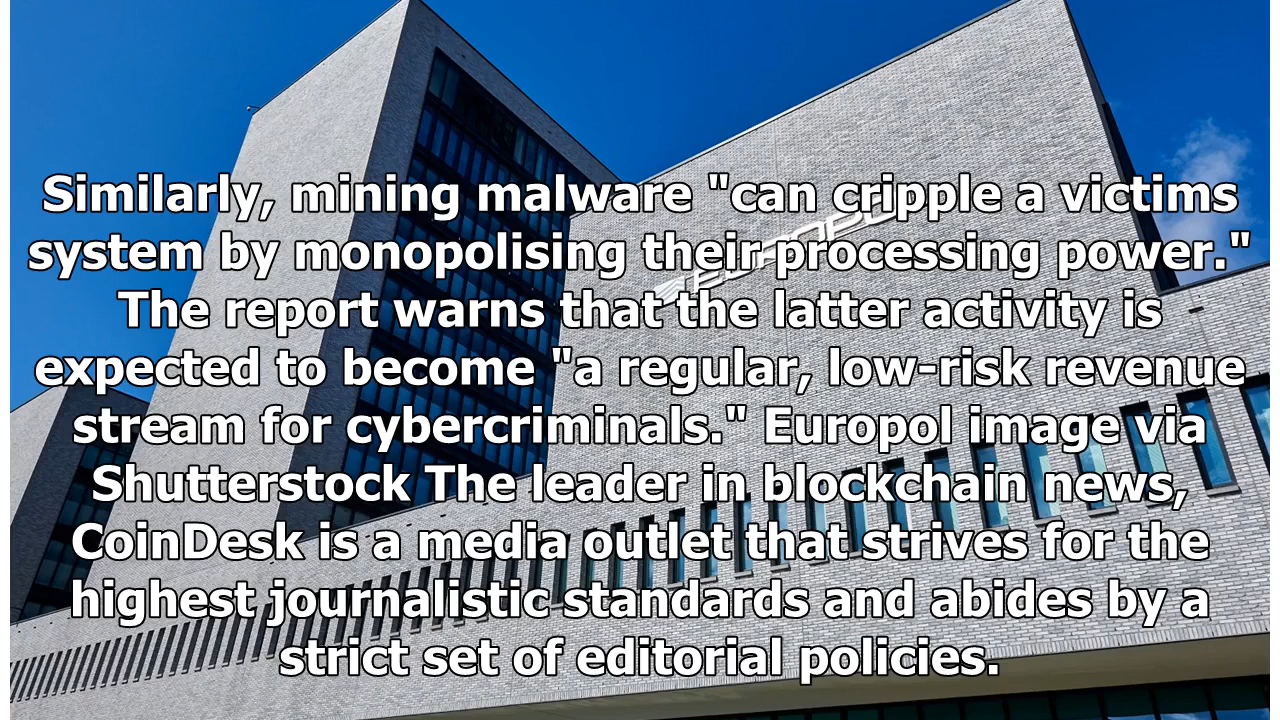 Similarly, mining malware "can cripple a victims
system by monopolising their processing power."
The report warns that the latter activity is
expected to become "a regular, low-risk revenue
stream for cybercriminals." Europol image via
Shutterstock The leader in blockchain news,
CoinDesk is a media outlet that strives for the
highest journalistic standards and abides by a
strict set of editorial policies.
EUROPOL